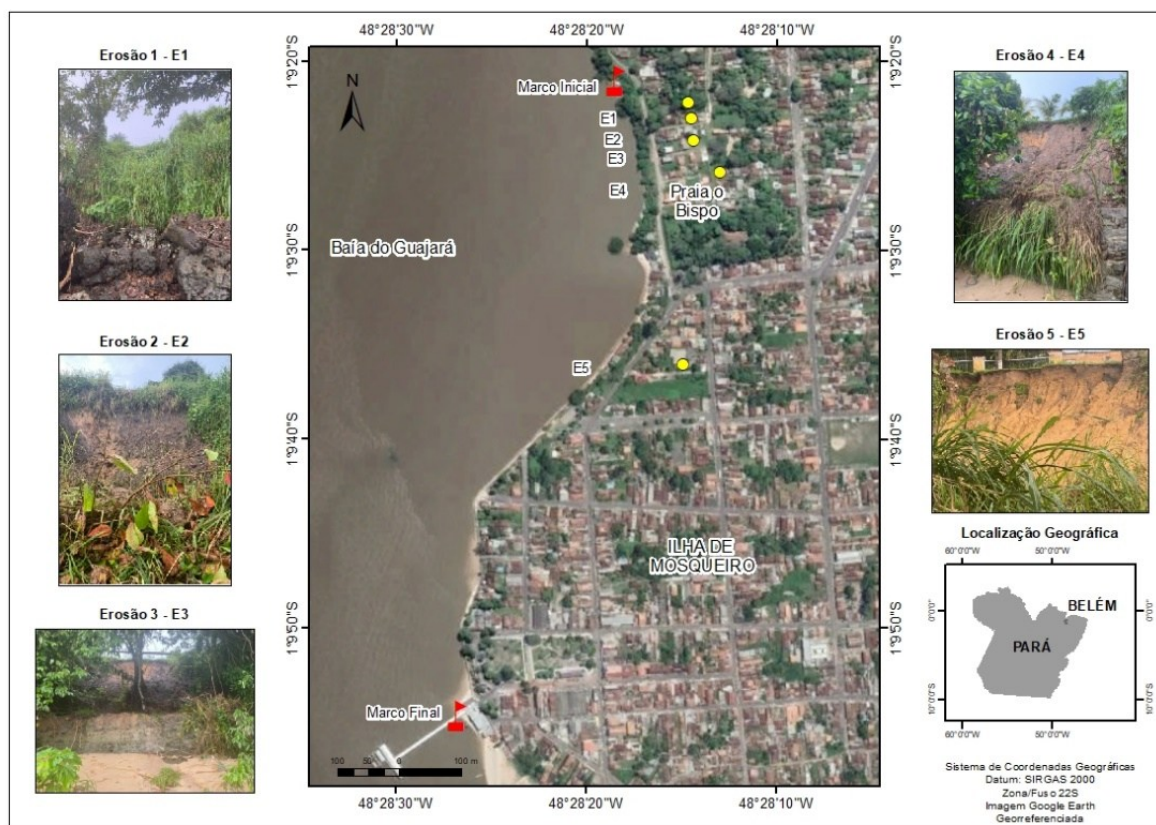 Erosão 1 - E1
Erosão 2 - E2
Erosão 3 - E3
48°28'30"W 48°28'20"W 48°28'10"W
1°9'20"S
1°9'30"S
1°9'40"S
1°9'50"S
N
Marco Inicial
E1
E2
E3
E4
Praia o
Bispo
Baía do Guajará
E5
ILHA DE
MOSQUEIRO
Marco Final
100 50 0 100 m
1°9'20"S
1°9'30"S
1°9'40"S
1°9'50"S
48°28'30"W 48°28'20"W 48°28'10"W
Erosão 4 - E4
Erosão 5 - E5
Localização Geográfica
60°0'0"W 50°0'0"W
0°0'0"
10°0'0"S
BELÉM
PARÁ
0°0'0"
10°0'0"S
60°0'0"W 50°0'0"W
Sistema de Coordenadas Geográficas
Datum: SIRGAS 2000
Zona/Fuso 22S
Imagem Google Earth
Georreferenciada